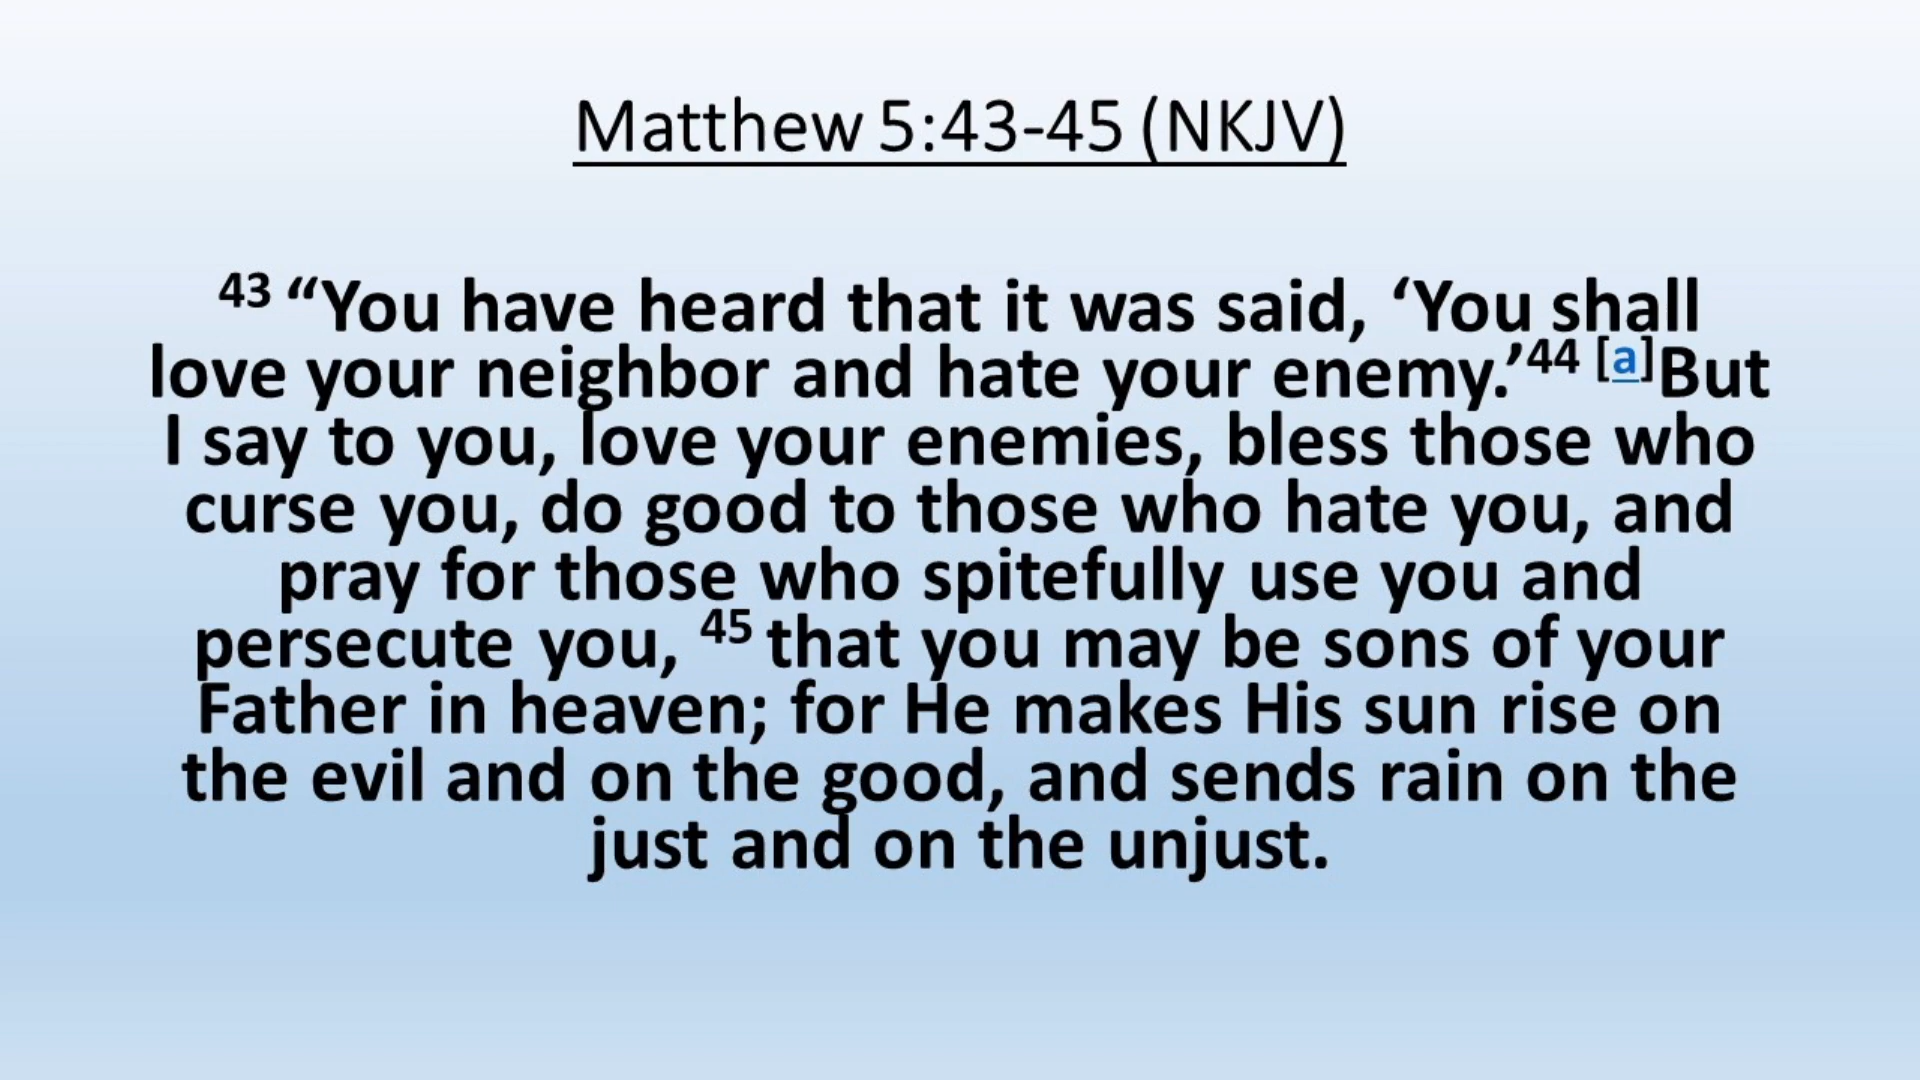 Matthew 5:43-45 (NKJV)
43 “You have heard that it was said, ‘You shall
love your neighbor and hate your enemy.’44 [a]But
I say to you, love your enemies, bless those who
curse you, do good to those who hate you, and
pray for those who spitefully use you and
persecute you, 45 that you may be sons of your
Father in heaven; for He makes His sun rise on
the evil and on the good, and sends rain on the
just and on the unjust.